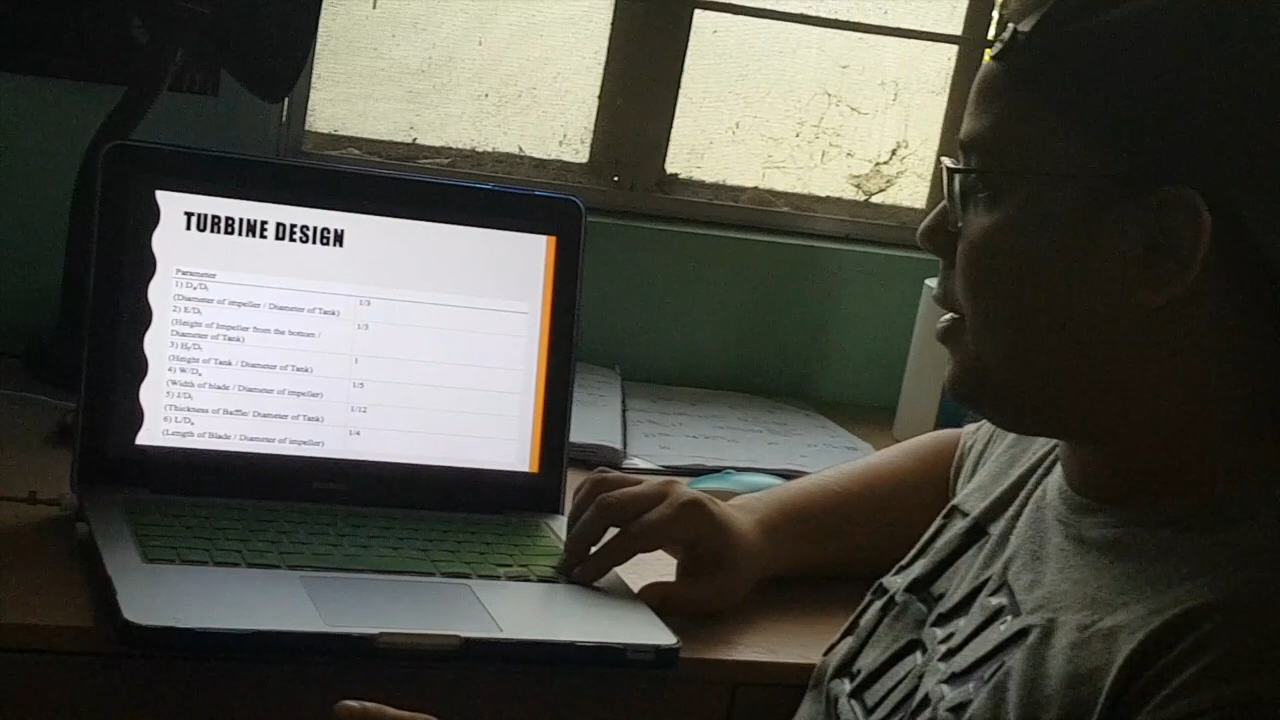 TURBINE DESIGN
Parameter
1) Da/Dt
(Diameter of impeller / Diameter of Tank)
1/3
2) E/Dt
(Height of Impeller from the bottom /
Diameter of Tank)
1/3
3) H/Dt
(Height of Tank / Diameter of Tank)
1
4) W/Da
(Width of blade / Diameter of impeller)
1/5
5) J/Dt
(Thickness of Baffle/ Diameter of Tank)
1/12
6) L/Da
(Length of Blade / Diameter of impeller)
1/4